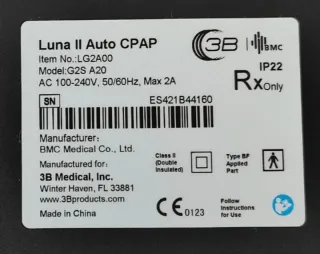 Luna II Auto CPAP
3B BMC
Item No.:LG2A00
Model:G2S A20
IP22
AC 100-240V, 50/60Hz, Max 2A
Rx Only
SN ES421B44160
Manufacturer:
BMC Medical Co., Ltd.
Class II
(Double
Insulated)
Type BF
Applied
Part
Manufactured for:
3B Medical, Inc.
Winter Haven, FL 33881
www.3Bproducts.com
Made in China
CE 0123
Follow
Instructions
for Use